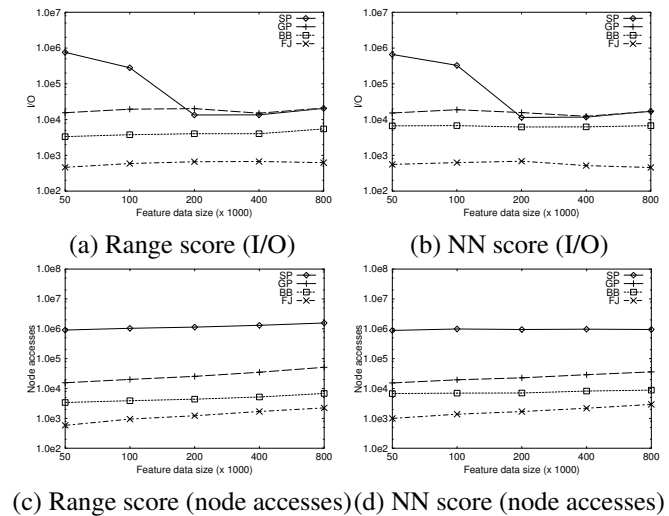 1.0e7
1.0e6
1.0e5
1.0e4
1.0e3
1.0e2
I/O
SP
GP
BB
FJ
50 100 200 400 800
Feature data size (x 1000)
(a) Range score (I/O)
1.0e7
1.0e6
1.0e5
1.0e4
1.0e3
1.0e2
I/O
SP
GP
BB
FJ
50 100 200 400 800
Feature data size (x 1000)
(b) NN score (I/O)
1.0e8
1.0e7
1.0e6
1.0e5
1.0e4
1.0e3
1.0e2
Node accesses
SP
GP
BB
FJ
50 100 200 400 800
Feature data size (x 1000)
(c) Range score (node accesses)
1.0e8
1.0e7
1.0e6
1.0e5
1.0e4
1.0e3
1.0e2
Node accesses
SP
GP
BB
FJ
50 100 200 400 800
Feature data size (x 1000)
(d) NN score (node accesses)